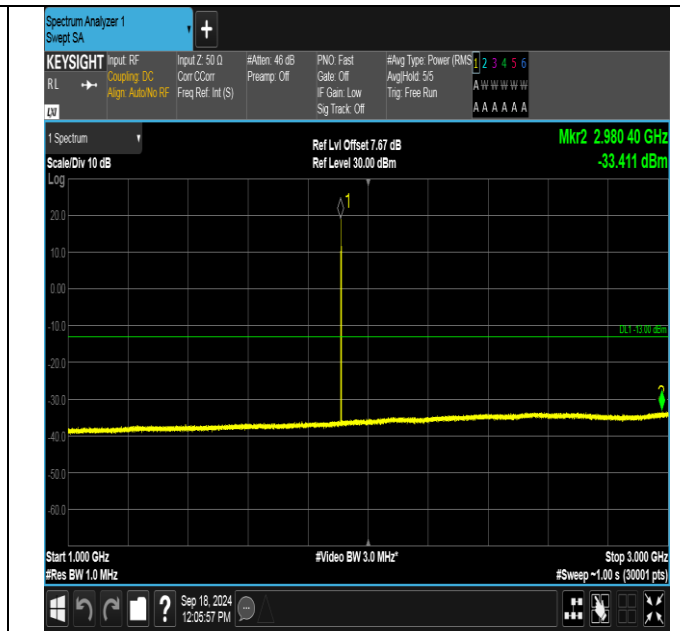 Spectrum Analyzer 1
Swept SA
+
KEYSIGHT Input: RF Input Z: 50 Ω #Atten: 46 dB PNO: Fast #Avg Type: Power (RMS 1 2 3 4 5 6
RL Coupling: DC Corr CCorr Preamp: Off Gate: Off Avg|Hold: 5/5 A W W W W W
Align: Auto/No RF Freq Ref: Int (S) IF Gain: Low Trig: Free Run
Sig Track: Off A A A A A A
LXI
1 Spectrum Ref Lvl Offset 7.67 dB Mkr2 2.980 40 GHz
Scale/Div 10 dB Ref Level 30.00 dBm -33.411 dBm
Log
1
20.0
10.0
0.00
-10.0
DL1 -13.00 dBm
-20.0
-30.0
2
-40.0
-50.0
-60.0
Start 1.000 GHz #Video BW 3.0 MHz* Stop 3.000 GHz
#Res BW 1.0 MHz #Sweep ~1.00 s (30001 pts)
? Sep 18, 2024
12:05:57 PM